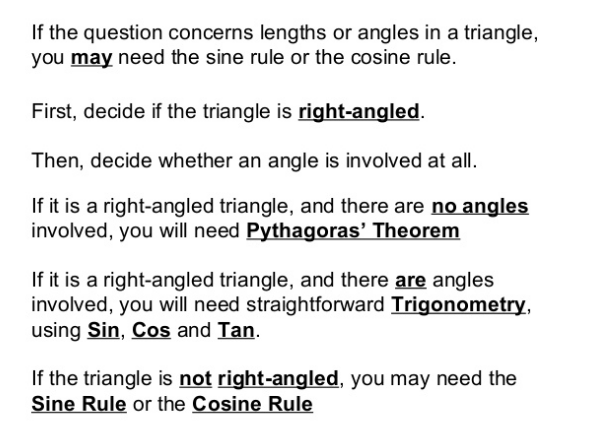 If the question concerns lengths or angles in a triangle,
you may need the sine rule or the cosine rule.
First, decide if the triangle is right-angled.
Then, decide whether an angle is involved at all.
If it is a right-angled triangle, and there are no angles
involved, you will need Pythagoras’ Theorem
If it is a right-angled triangle, and there are angles
involved, you will need straightforward Trigonometry,
using Sin, Cos and Tan.
If the triangle is not right-angled, you may need the
Sine Rule or the Cosine Rule